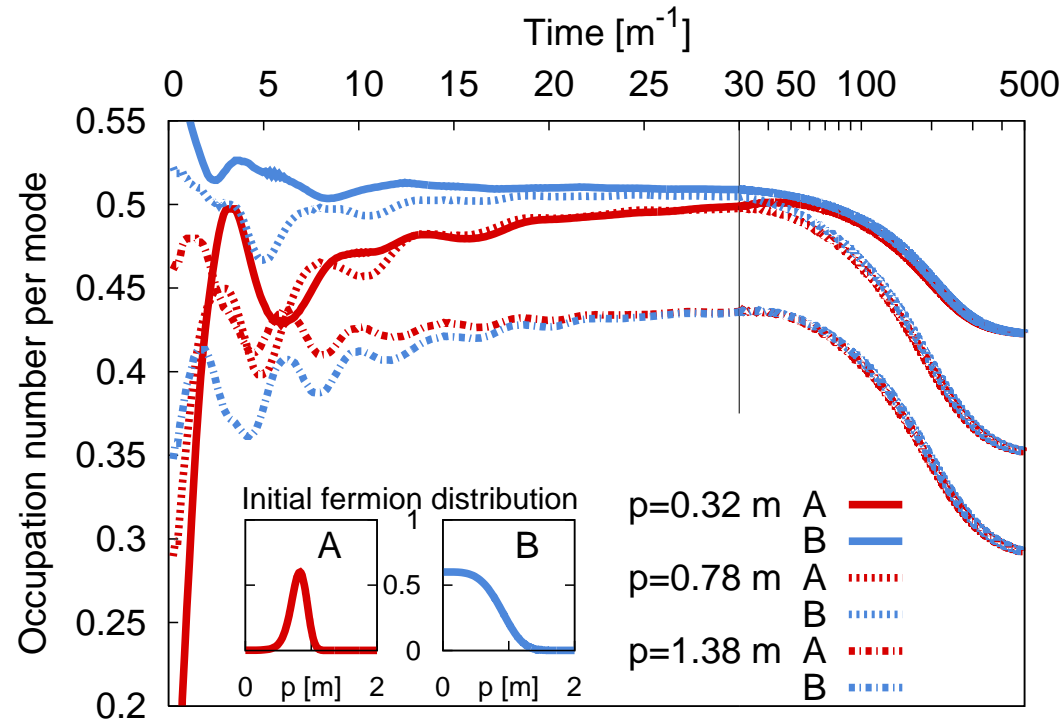 Time [m⁻¹]
0 5 10 15 20 25 30 50 100 500
Occupation number per mode
0.55
0.5
0.45
0.4
0.35
0.3
0.25
0.2
Initial fermion distribution
A
B
1
0.5
0
0 p [m] 2
0 p [m] 2
p=0.32 m A
B
p=0.78 m A
B
p=1.38 m A
B